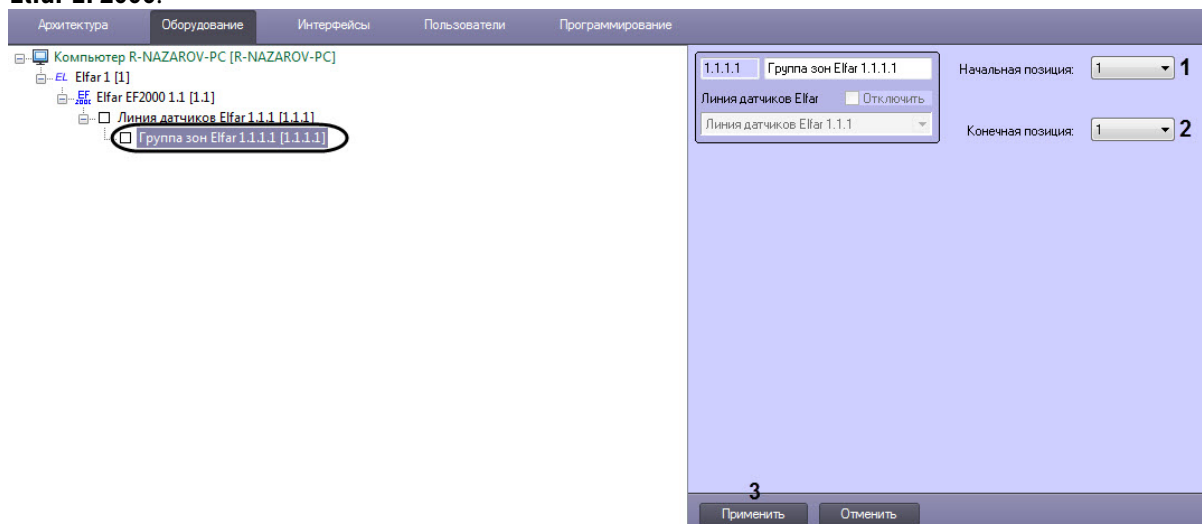 Elfar EF2000.
Архитектура Оборудование Интерфейсы Пользователи Программирование
Компьютер R-NAZAROV-PC [R-NAZAROV-PC]
EL Elfar 1 [1]
EF 2000 Elfar EF2000 1.1 [1.1]
Линия датчиков Elfar 1.1.1 [1.1.1]
Группа зон Elfar 1.1.1.1 [1.1.1.1]
1.1.1.1 Группа зон Elfar 1.1.1.1
Линия датчиков Elfar Отключить
Линия датчиков Elfar 1.1.1
Начальная позиция: 1 1
Конечная позиция: 1 2
3
Применить Отменить